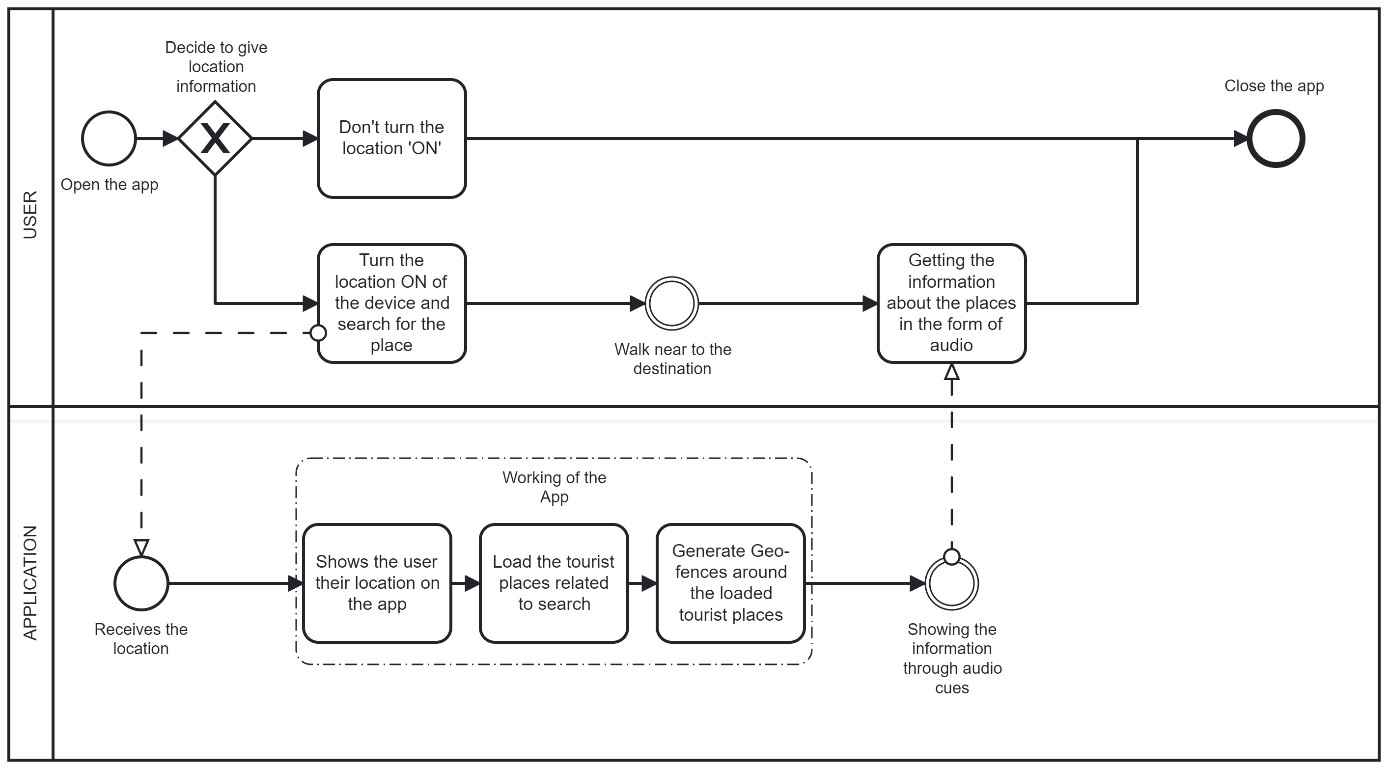 USER
Decide to give
location
information
Open the app
X
Don't turn the
location 'ON'
Close the app
Turn the
location ON of
the device and
search for the
place
Walk near to the
destination
Getting the
information
about the places
in the form of
audio
APPLICATION
Receives the
location
Working of the
App
Shows the user
their location on
the app
Load the tourist
places related
to search
Generate Geo-
fences around
the loaded
tourist places
Showing the
information
through audio
cues